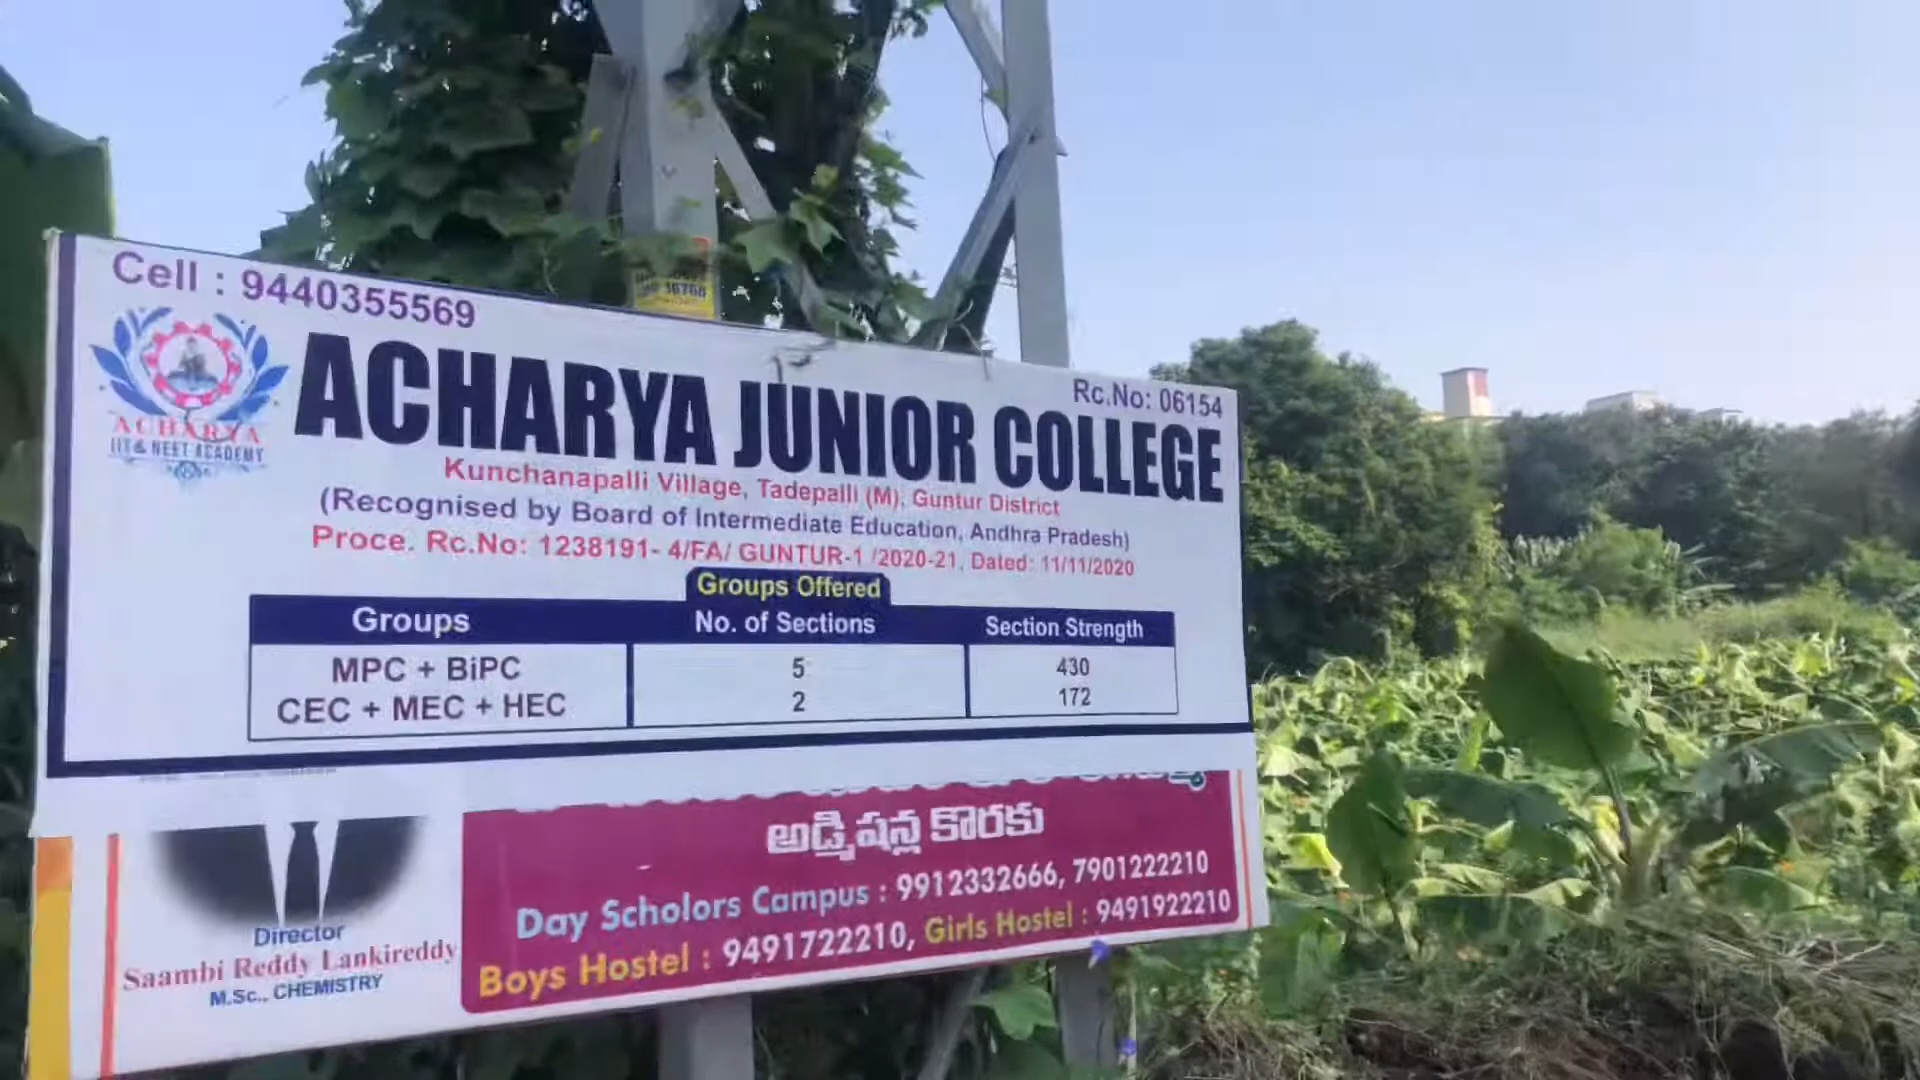 Cell : 9440355569
ACHARYA
IIT & NEET ACADEMY
Rc.No: 06154
ACHARYA JUNIOR COLLEGE
Kunchanapalli Village, Tadepalli (M), Guntur District
(Recognised by Board of Intermediate Education, Andhra Pradesh)
Proce. Rc.No: 1238191- 4/FA/ GUNTUR-1 /2020-21, Dated: 11/11/2020
Groups Offered
Groups No. of Sections Section Strength
MPC + BiPC 5 430
CEC + MEC + HEC 2 172
అడ్మిషన్ల కొరకు
Day Scholors Campus : 9912332666, 7901222210
Boys Hostel : 9491722210, Girls Hostel : 9491922210
Director
Saambi Reddy Lankireddy
M.Sc., CHEMISTRY